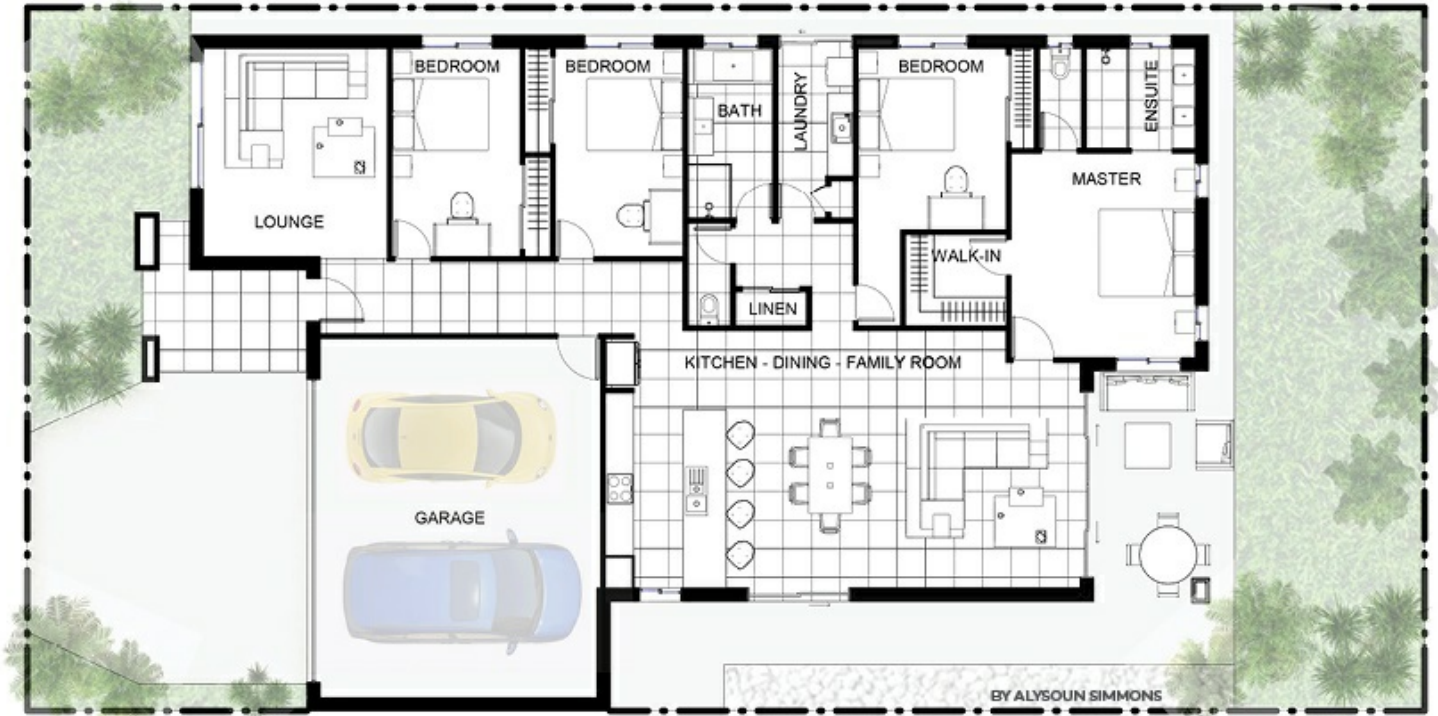 BEDROOM
BEDROOM
BEDROOM
ENSUITE
LAUNDRY
BATH
MASTER
LOUNGE
WALK-IN
LINEN
KITCHEN - DINING - FAMILY ROOM
GARAGE
BY ALYSOUN SIMMONS